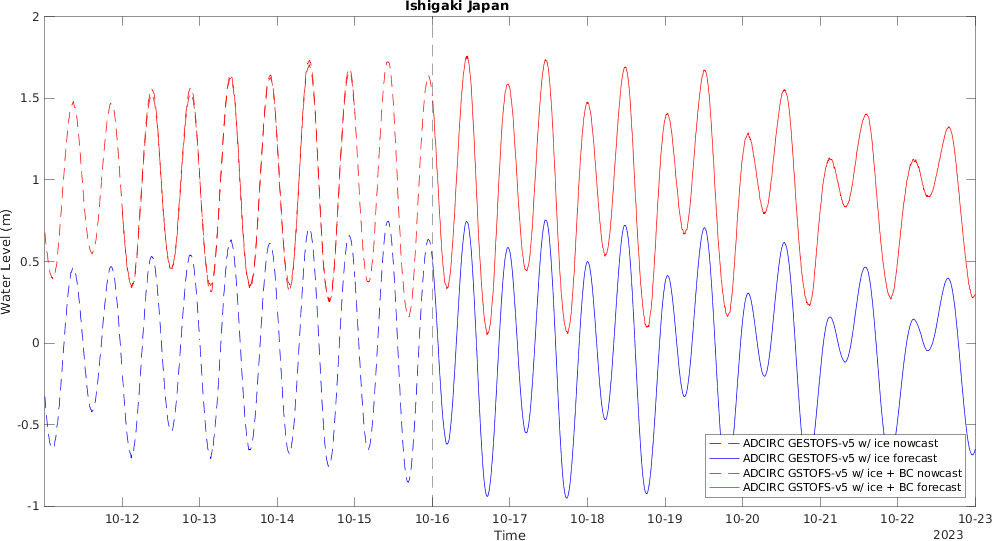 Ishigaki Japan
2
1.5
1
0.5
0
-0.5
-1
Water Level (m)
10-12 10-13 10-14 10-15 10-16 10-17 10-18 10-19 10-20 10-21 10-22 10-23
Time
2023
ADCIRC GESTOFS-v5 w/ ice nowcast
ADCIRC GESTOFS-v5 w/ ice forecast
ADCIRC GSTOFS-v5 w/ ice + BC nowcast
ADCIRC GSTOFS-v5 w/ ice + BC forecast